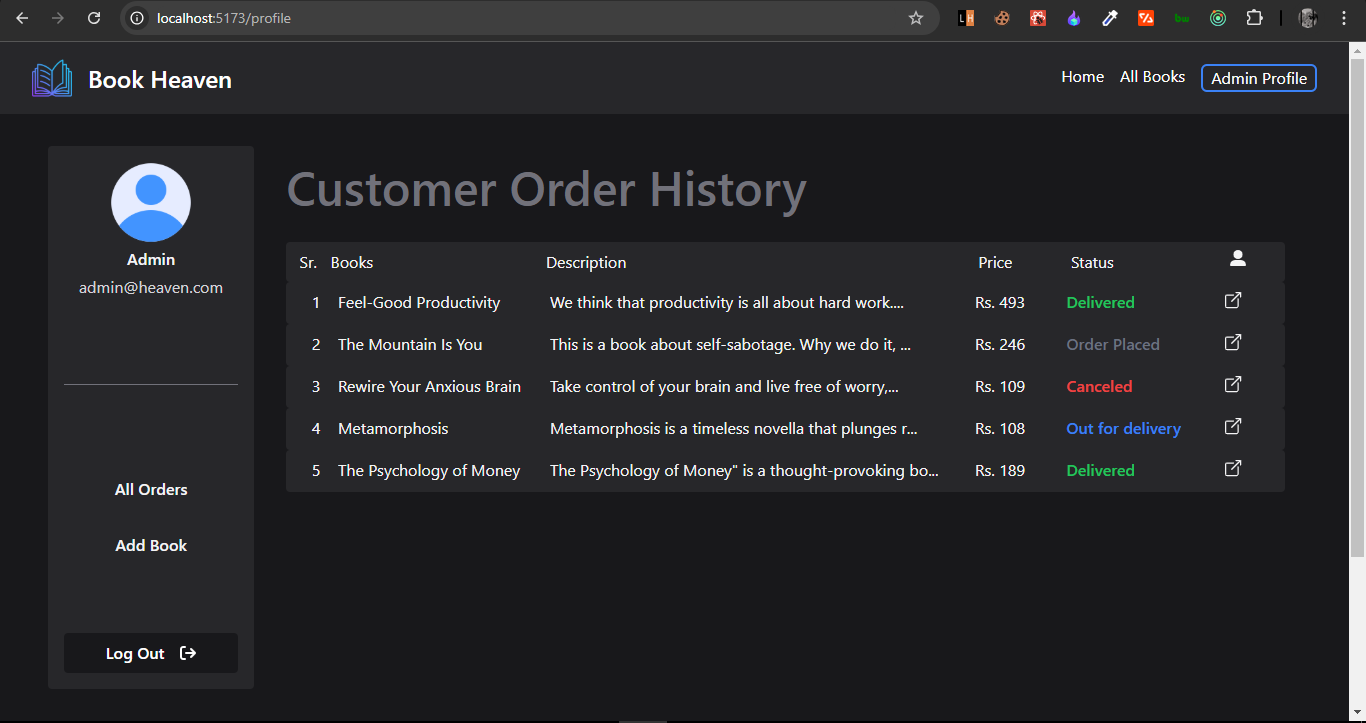 localhost:5173/profile
Book Heaven
Home All Books Admin Profile
Admin
admin@heaven.com
All Orders
Add Book
Log Out
Customer Order History
Sr. Books Description Price Status
1 Feel-Good Productivity We think that productivity is all about hard work.... Rs. 493 Delivered
2 The Mountain Is You This is a book about self-sabotage. Why we do it, ... Rs. 246 Order Placed
3 Rewire Your Anxious Brain Take control of your brain and live free of worry,... Rs. 109 Canceled
4 Metamorphosis Metamorphosis is a timeless novella that plunges r... Rs. 108 Out for delivery
5 The Psychology of Money The Psychology of Money" is a thought-provoking bo... Rs. 189 Delivered